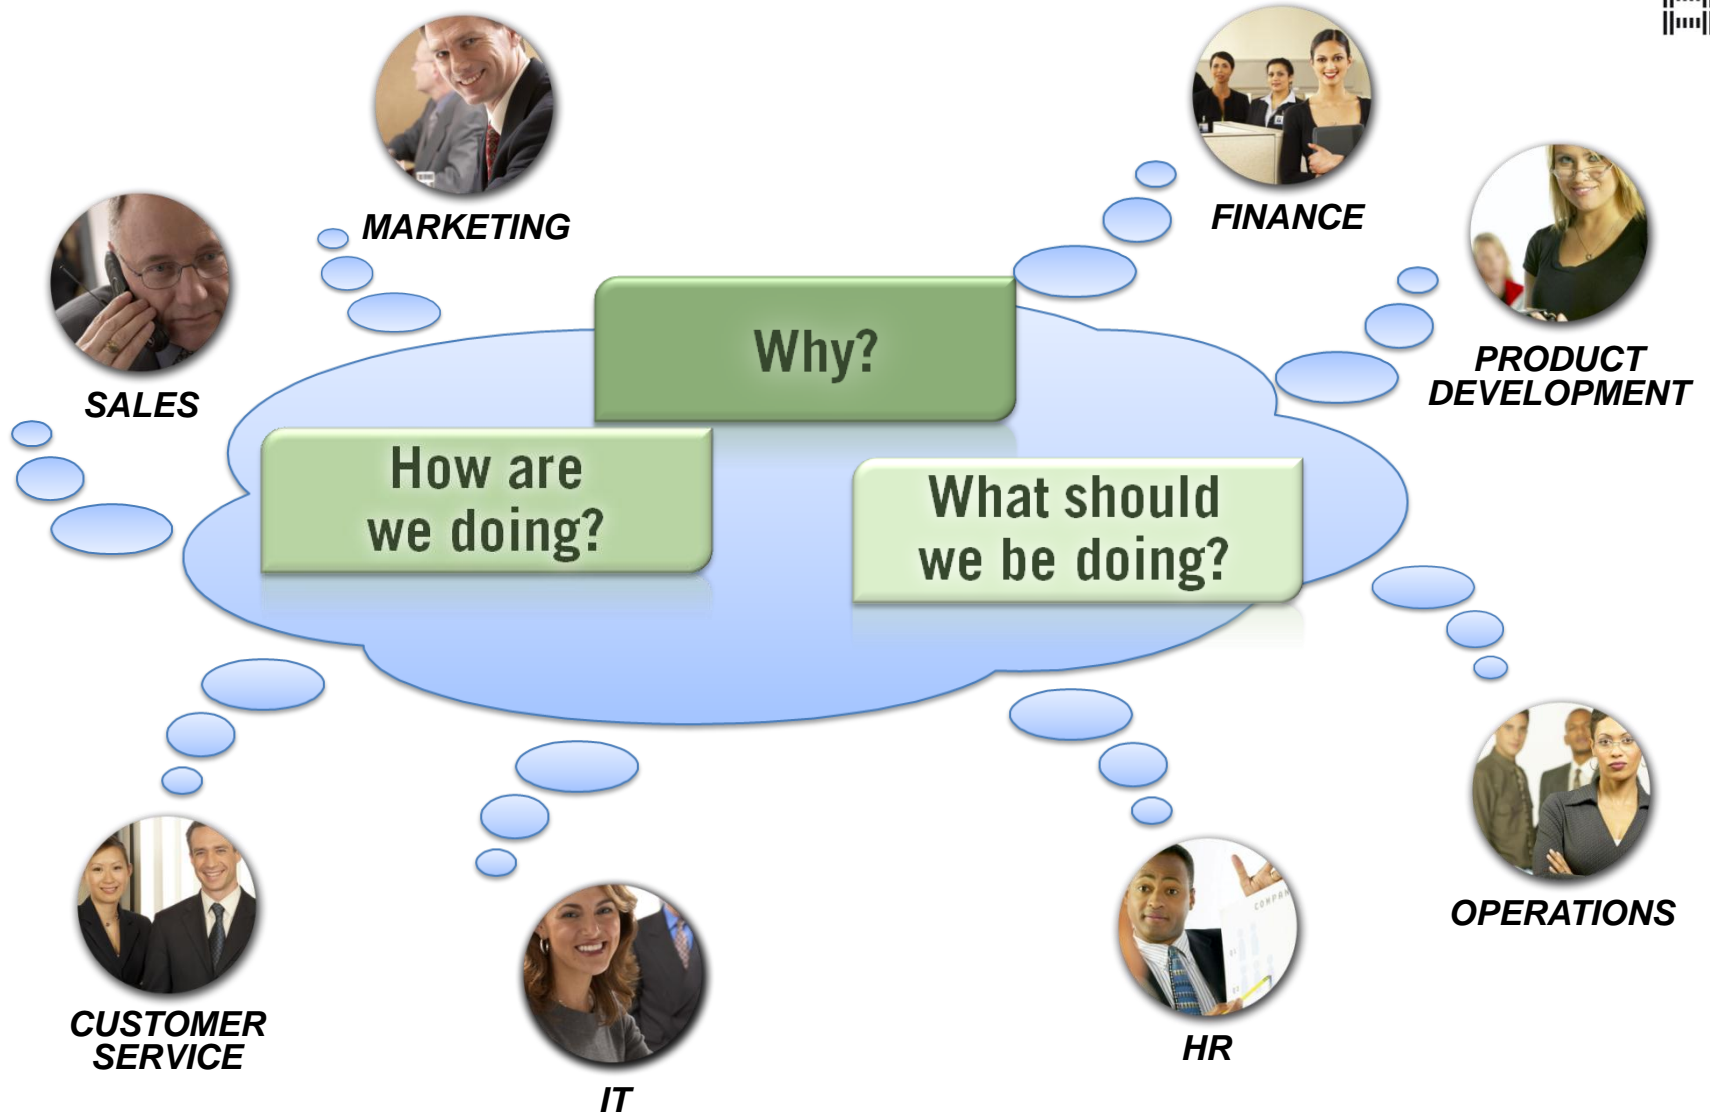 MARKETING
FINANCE
SALES
PRODUCT
DEVELOPMENT
Why?
How are
we doing?
What should
we be doing?
CUSTOMER
SERVICE
IT
HR
OPERATIONS